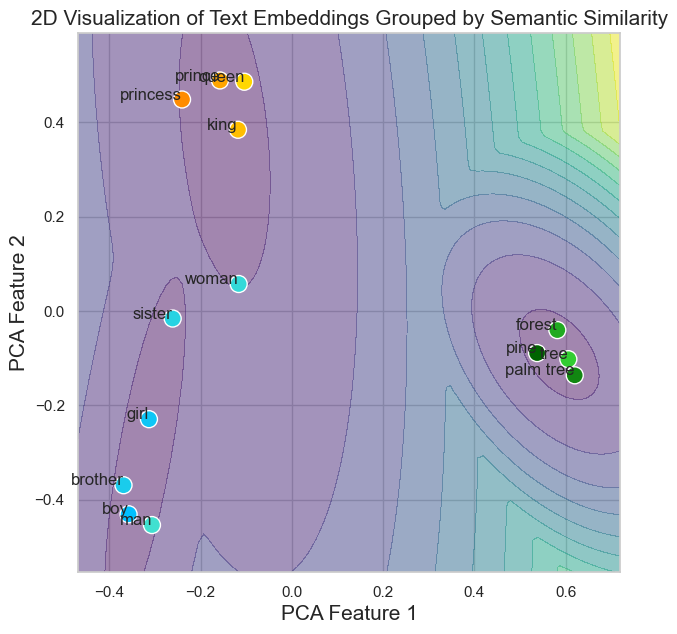 2D Visualization of Text Embeddings Grouped by Semantic Similarity
prince
queen
princess
king
woman
sister
forest
pine
tree
palm tree
girl
brother
boy
man
0.4
0.2
0.0
−0.2
−0.4
PCA Feature 2
−0.4 −0.2 0.0 0.2 0.4 0.6
PCA Feature 1